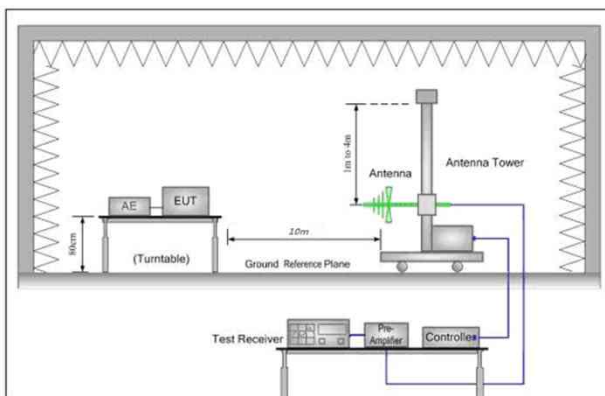 1m to 4m
Antenna
Antenna Tower
AE
EUT
80cm
(Turntable)
10m
Ground Reference Plane
Test Receiver
Pre-
Amplifier
Controller